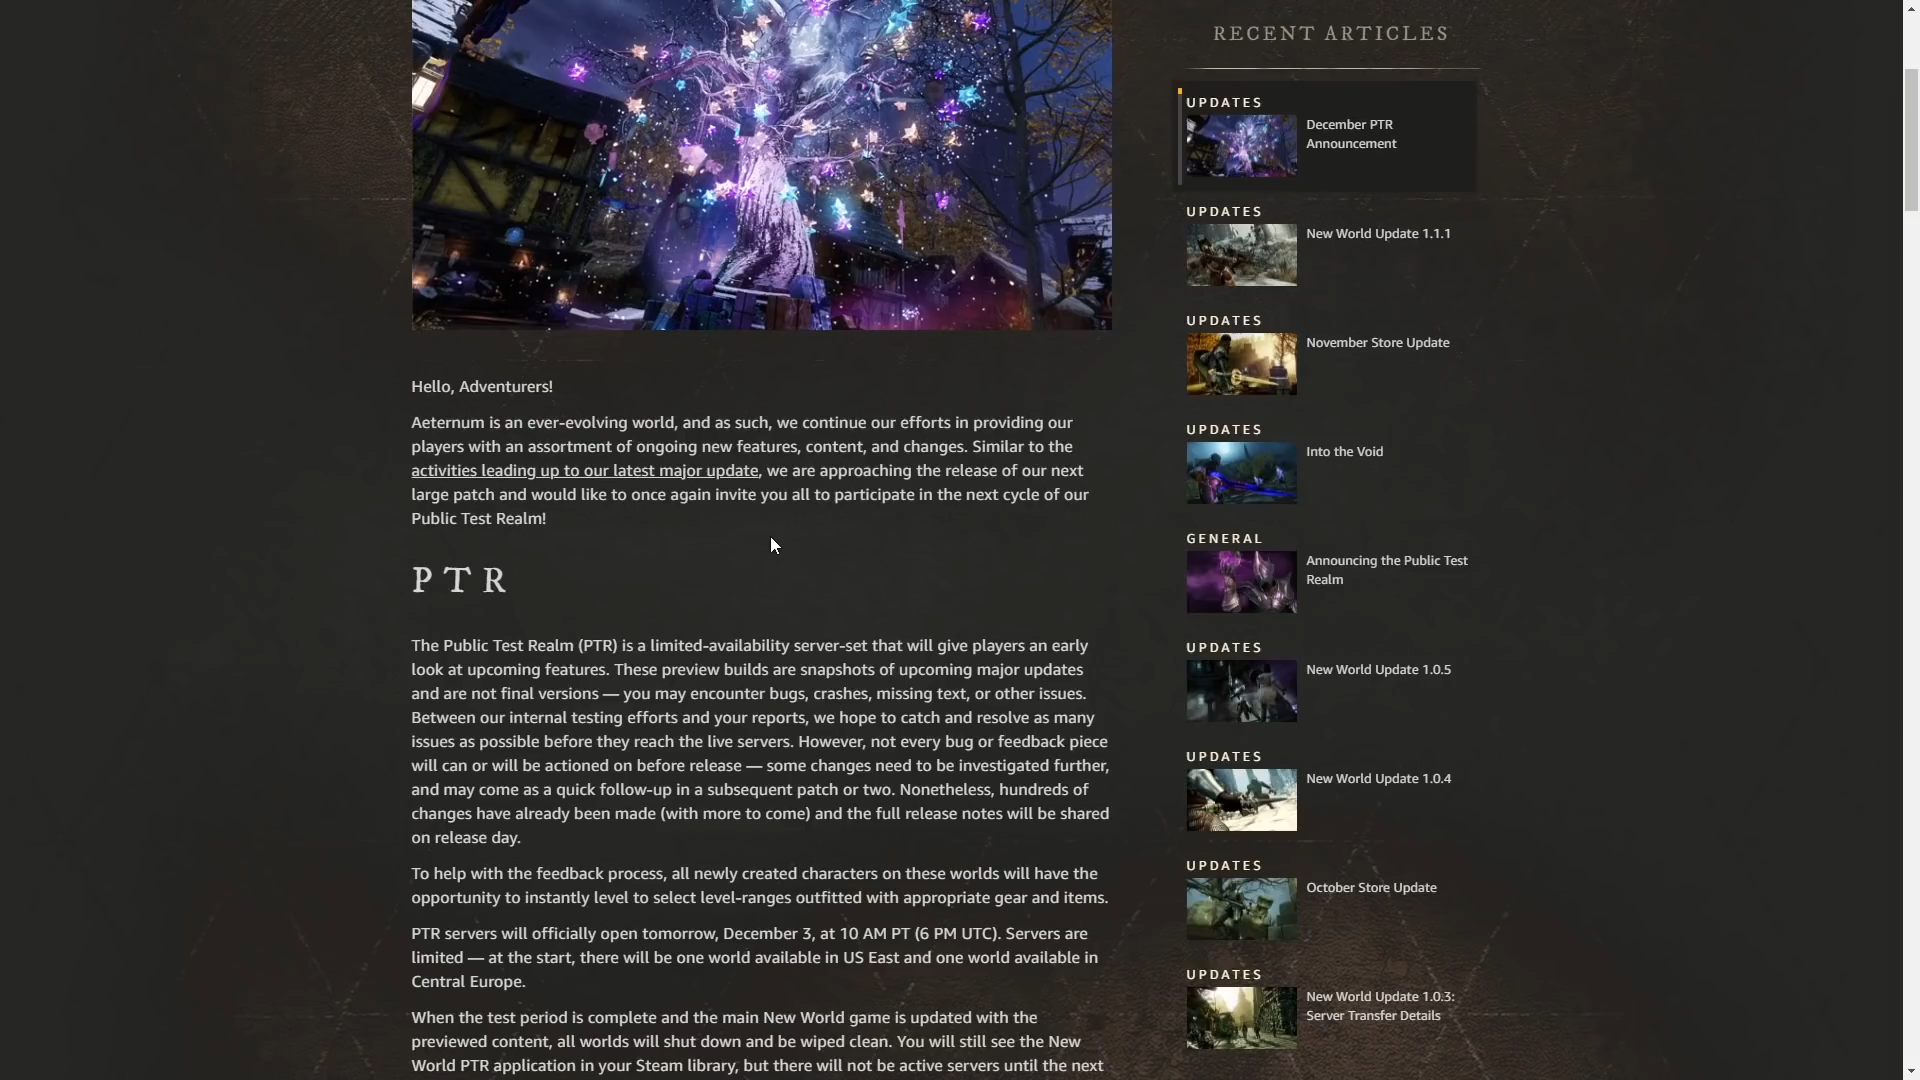 Hello, Adventurers!
Aeternum is an ever-evolving world, and as such, we continue our efforts in providing our
players with an assortment of ongoing new features, content, and changes. Similar to the
activities leading up to our latest major update, we are approaching the release of our next
large patch and would like to once again invite you all to participate in the next cycle of our
Public Test Realm!
PTR
The Public Test Realm (PTR) is a limited-availability server-set that will give players an early
look at upcoming features. These preview builds are snapshots of upcoming major updates
and are not final versions — you may encounter bugs, crashes, missing text, or other issues.
Between our internal testing efforts and your reports, we hope to catch and resolve as many
issues as possible before they reach the live servers. However, not every bug or feedback piece
will can or will be actioned on before release — some changes need to be investigated further,
and may come as a quick follow-up in a subsequent patch or two. Nonetheless, hundreds of
changes have already been made (with more to come) and the full release notes will be shared
on release day.
To help with the feedback process, all newly created characters on these worlds will have the
opportunity to instantly level to select level-ranges outfitted with appropriate gear and items.
PTR servers will officially open tomorrow, December 3, at 10 AM PT (6 PM UTC). Servers are
limited — at the start, there will be one world available in US East and one world available in
Central Europe.
When the test period is complete and the main New World game is updated with the
previewed content, all worlds will shut down and be wiped clean. You will still see the New
World PTR application in your Steam library, but there will not be active servers until the next
RECENT ARTICLES
UPDATES
December PTR
Announcement
UPDATES
New World Update 1.1.1
UPDATES
November Store Update
UPDATES
Into the Void
GENERAL
Announcing the Public Test
Realm
UPDATES
New World Update 1.0.5
UPDATES
New World Update 1.0.4
UPDATES
October Store Update
UPDATES
New World Update 1.0.3:
Server Transfer Details